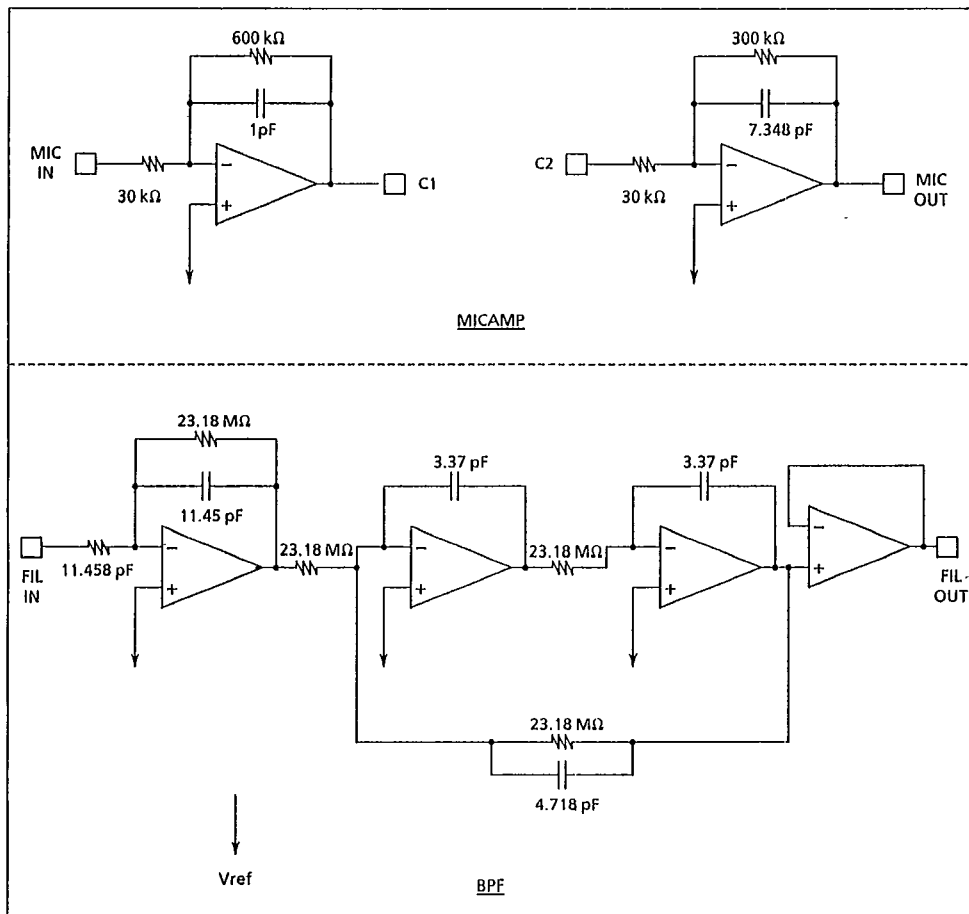 600 kΩ
1pF
MIC
IN
30 kΩ
−
+
C1
300 kΩ
7.348 pF
C2
30 kΩ
−
+
MIC
OUT
MICAMP
23.18 MΩ
11.45 pF
FIL
IN
11.458 pF
−
+
23.18 MΩ
3.37 pF
−
+
23.18 MΩ
3.37 pF
−
+
−
+
FIL
OUT
23.18 MΩ
4.718 pF
Vref
BPF